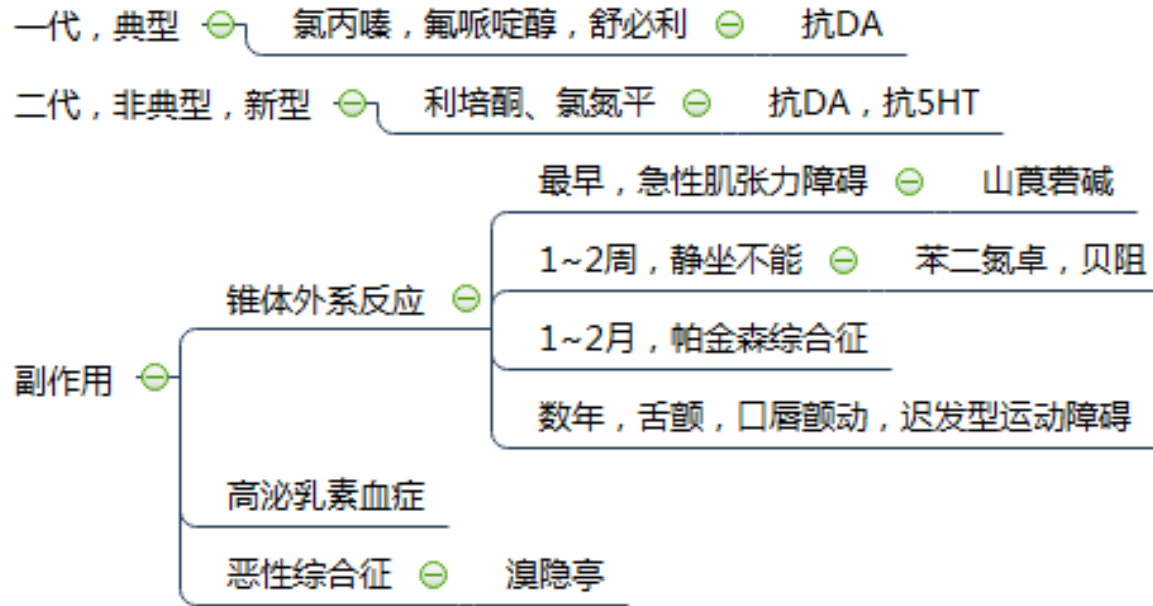 一代，典型 氯丙嗪，氟哌啶醇，舒必利 抗DA
二代，非典型，新型 利培酮、氯氮平 抗DA，抗5HT
最早，急性肌张力障碍 山莨菪碱
1~2周，静坐不能 苯二氮卓，贝阻
锥体外系反应
1~2月，帕金森综合征
副作用
数年，舌颤，口唇颤动，迟发型运动障碍
高泌乳素血症
恶性综合征 溴隐亭